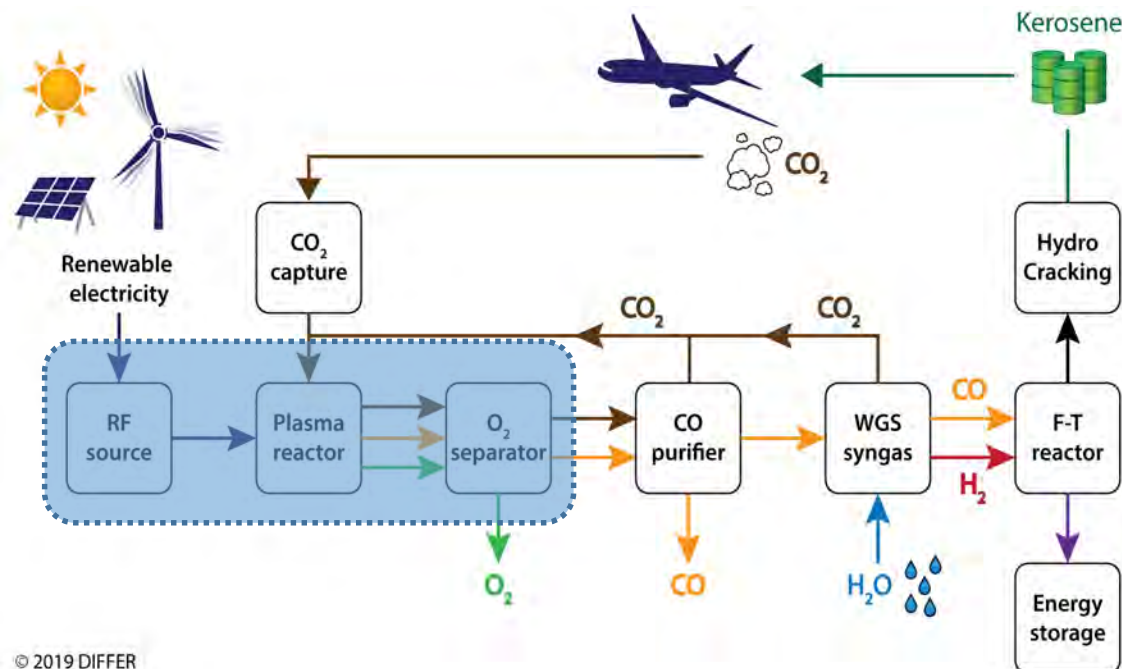 Kerosene
CO₂
CO₂
capture
Hydro
Cracking
Renewable
electricity
CO₂
CO₂
RF
source
Plasma
reactor
O₂
separator
CO
purifier
WGS
syngas
CO
H₂
F-T
reactor
O₂
CO
H₂O
Energy
storage
© 2019 DIFFER